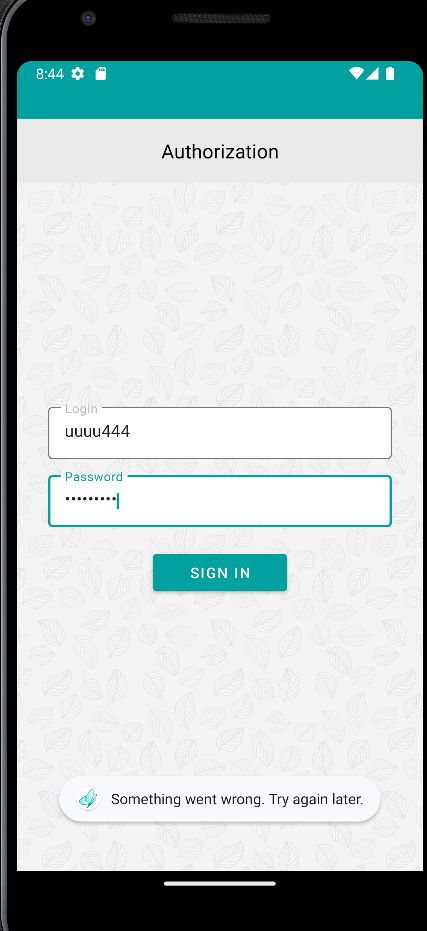 8:44
Authorization
Login
uuuu444
Password
•••••••••
SIGN IN
Something went wrong. Try again later.